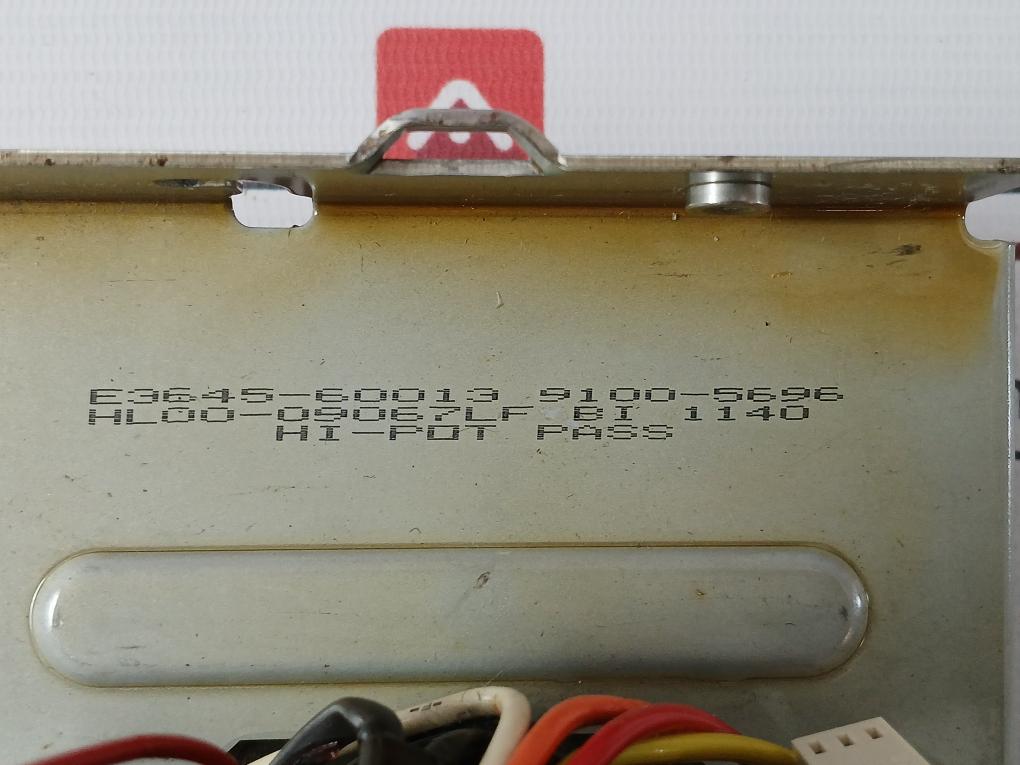 E3645-60013 9100-5696
HL00-09067LF BI 1140
HI-POT PASS